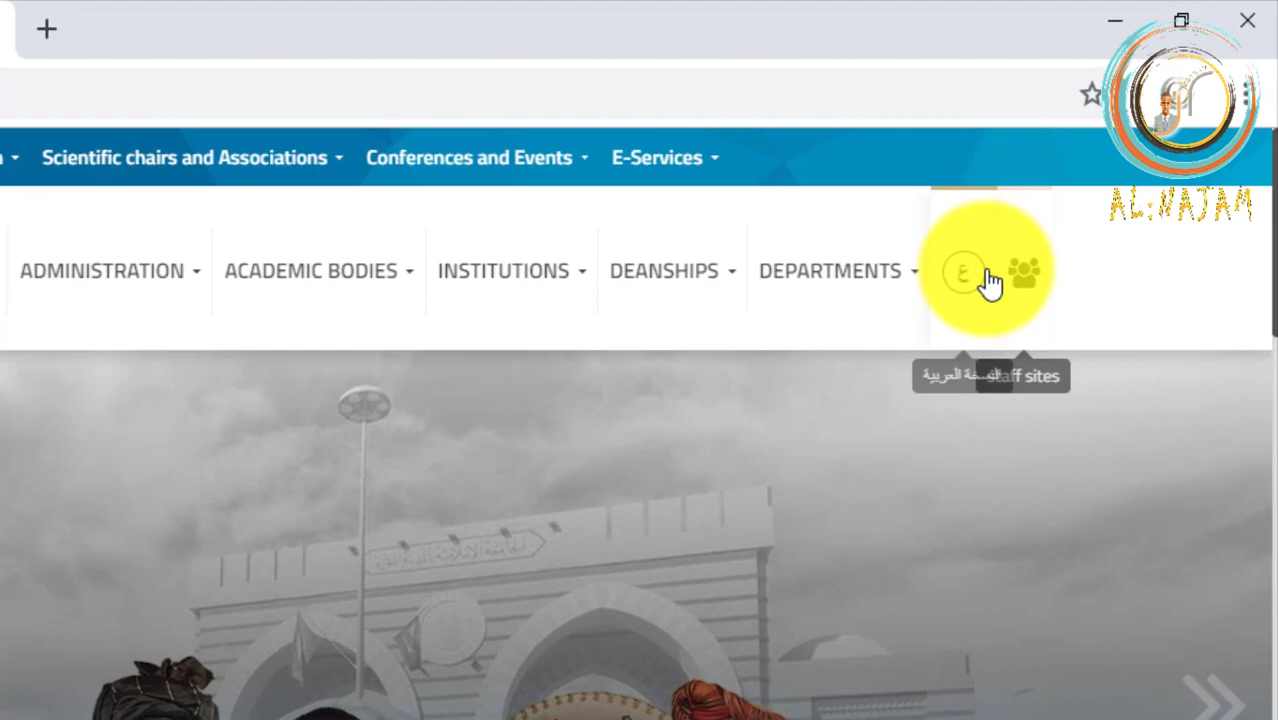 Scientific chairs and Associations
Conferences and Events
E-Services
AL:NAJAM
ADMINISTRATION
ACADEMIC BODIES
INSTITUTIONS
DEANSHIPS
DEPARTMENTS
ع
النسخة العربية
staff sites